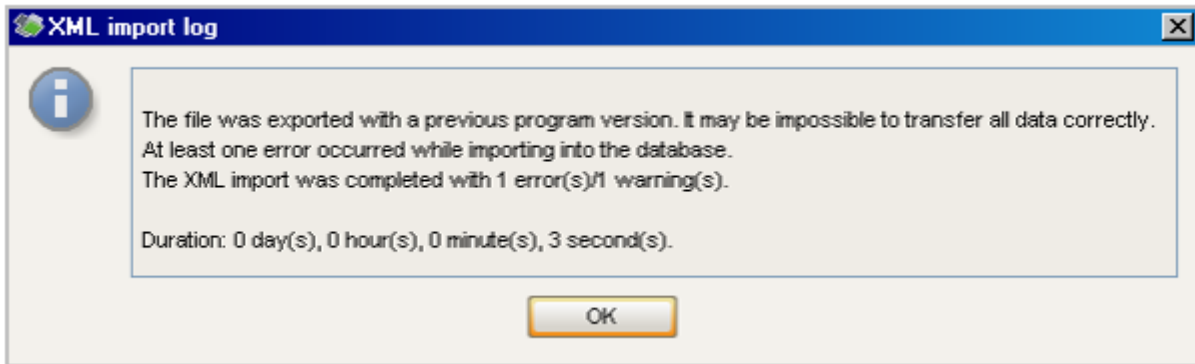 XML import log
The file was exported with a previous program version. It may be impossible to transfer all data correctly.
At least one error occurred while importing into the database.
The XML import was completed with 1 error(s)/1 warning(s).
Duration: 0 day(s), 0 hour(s), 0 minute(s), 3 second(s).
OK